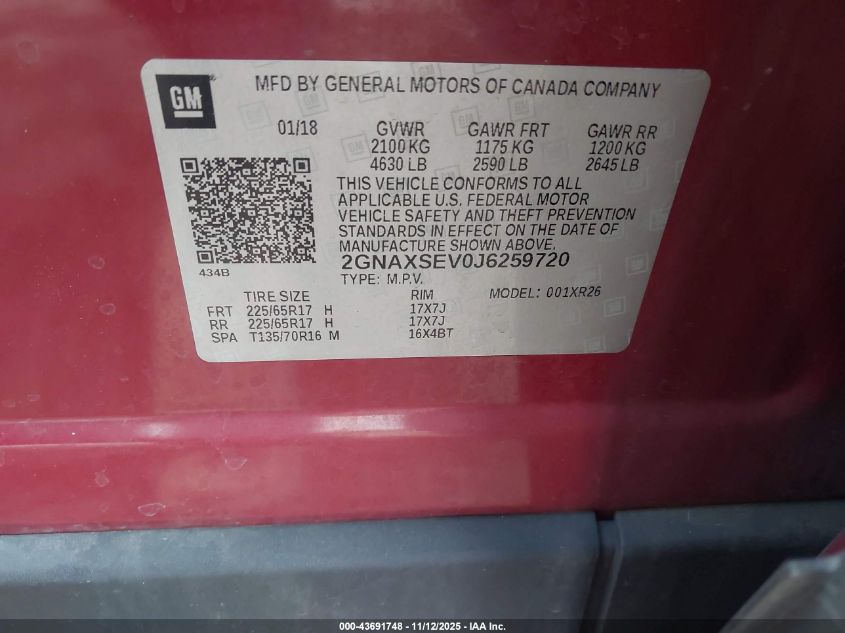 GM
MFD BY GENERAL MOTORS OF CANADA COMPANY
01/18 GVWR GAWR FRT GAWR RR
2100 KG 1175 KG 1200 KG
4630 LB 2590 LB 2645 LB
THIS VEHICLE CONFORMS TO ALL
APPLICABLE U.S. FEDERAL MOTOR
VEHICLE SAFETY AND THEFT PREVENTION
STANDARDS IN EFFECT ON THE DATE OF
MANUFACTURE SHOWN ABOVE.
434B
2GNAXSEV0J6259720
TYPE: M.P.V.
TIRE SIZE RIM MODEL: 001XR26
FRT 225/65R17 H 17X7J
RR 225/65R17 H 17X7J
SPA T135/70R16 M 16X4BT
000-43691748 - 11/12/2025 - IAA Inc.